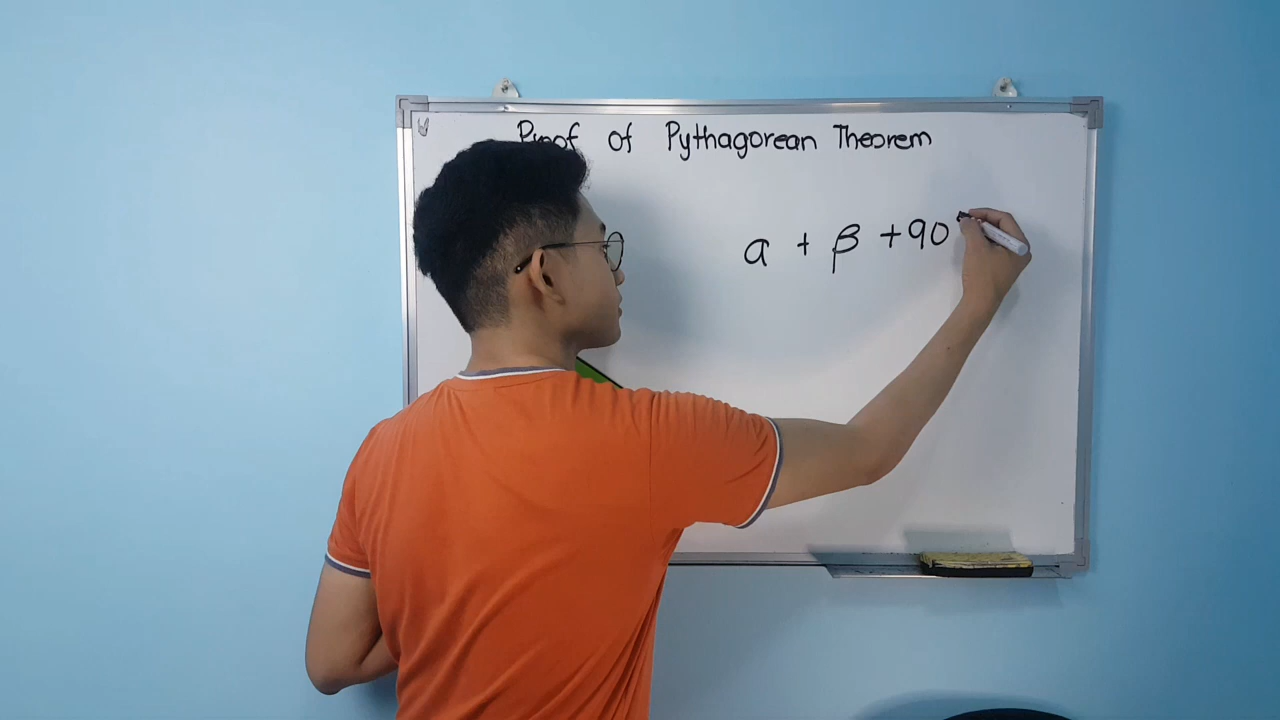 Proof of Pythagorean Theorem
a + β + 90